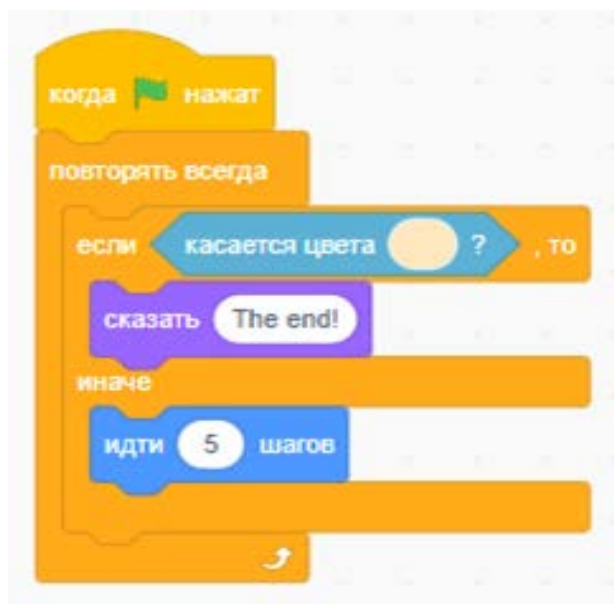 когда нажат
повторять всегда
если касается цвета ? , то
сказать The end!
иначе
идти 5 шагов